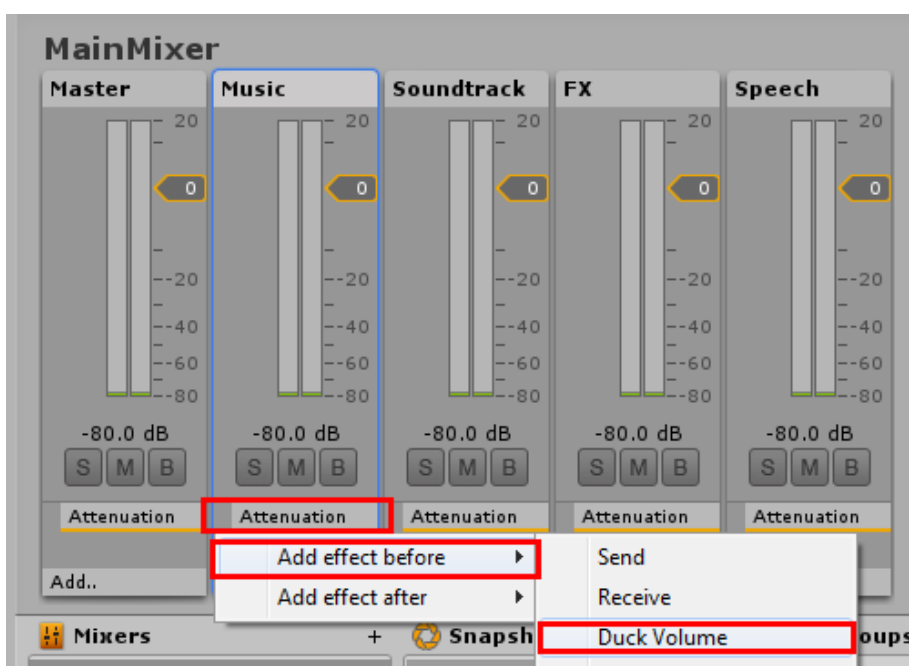 MainMixer
Master Music Soundtrack FX Speech
20 20 20 20 20
0 0 0 0 0
--20 --20 --20 --20 --20
--40 --40 --40 --40 --40
--60 --60 --60 --60 --60
--80 --80 --80 --80 --80
-80.0 dB -80.0 dB -80.0 dB -80.0 dB -80.0 dB
S M B S M B S M B S M B S M B
Attenuation Attenuation Attenuation Attenuation Attenuation
Add effect before Send
Add.. Add effect after Receive
Mixers + Snapsh Duck Volume oups